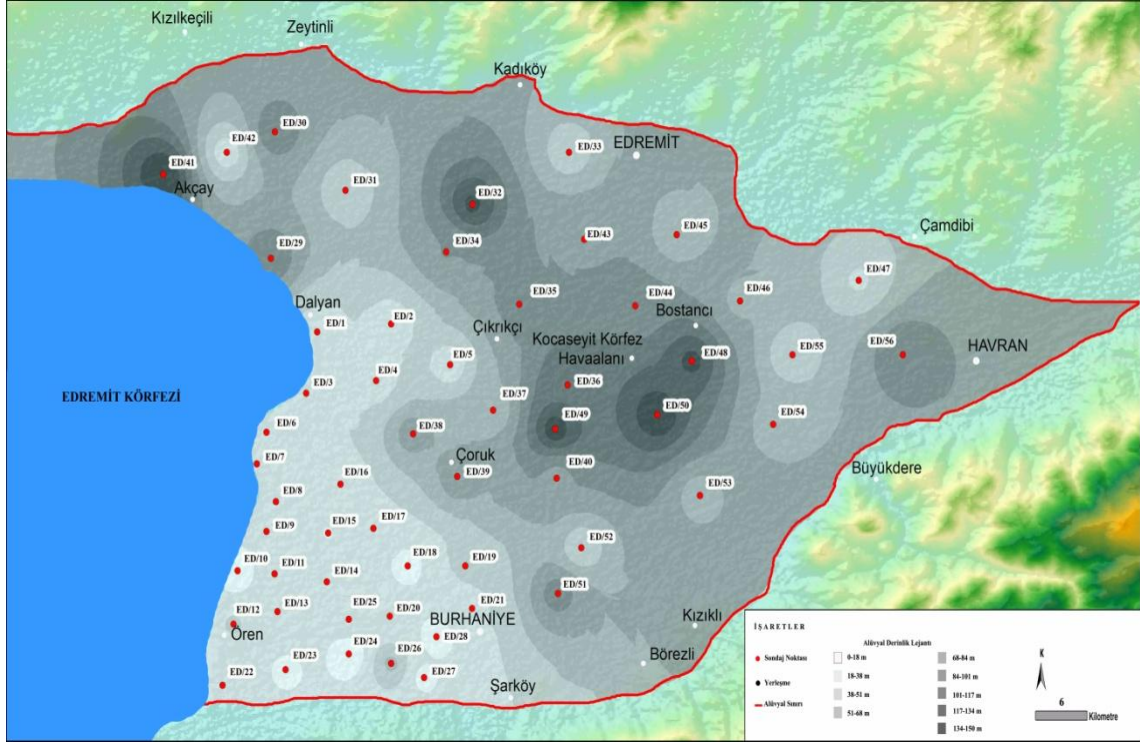 Kızılkeçili
Zeytinli
Kadıköy
ED/30
ED/42
ED/33
EDREMİT
ED/41
Akçay
ED/31
ED/32
ED/45
ED/43
Çamdibi
ED/34
ED/29
ED/47
Dalyan
ED/35
ED/44
ED/46
ED/1
ED/2
Çıkrıkçı
Bostancı
Kocaseyit Körfez
Havaalanı
ED/5
ED/48
ED/55
ED/56
HAVRAN
ED/4
ED/36
ED/3
EDREMİT KÖRFEZİ
ED/37
ED/50
ED/49
ED/54
ED/6
ED/38
Çoruk
ED/7
ED/39
ED/40
Büyükdere
ED/16
ED/53
ED/8
ED/9
ED/15
ED/17
ED/52
ED/10
ED/11
ED/18
ED/19
ED/14
ED/51
ED/12
ED/13
ED/25
ED/20
ED/21
BURHANİYE
Kızıklı
Ören
ED/28
ED/24
ED/26
Börezli
ED/22
ED/23
ED/27
Şarköy
İŞARETLER
Alüvyal Derinlik Lejantı
Sondaj Noktası
Yerleşme
Alüvyal Sınırı
0-18 m
18-38 m
38-51 m
51-68 m
68-84 m
84-101 m
101-117 m
117-134 m
134-150 m
K
6
Kilometre